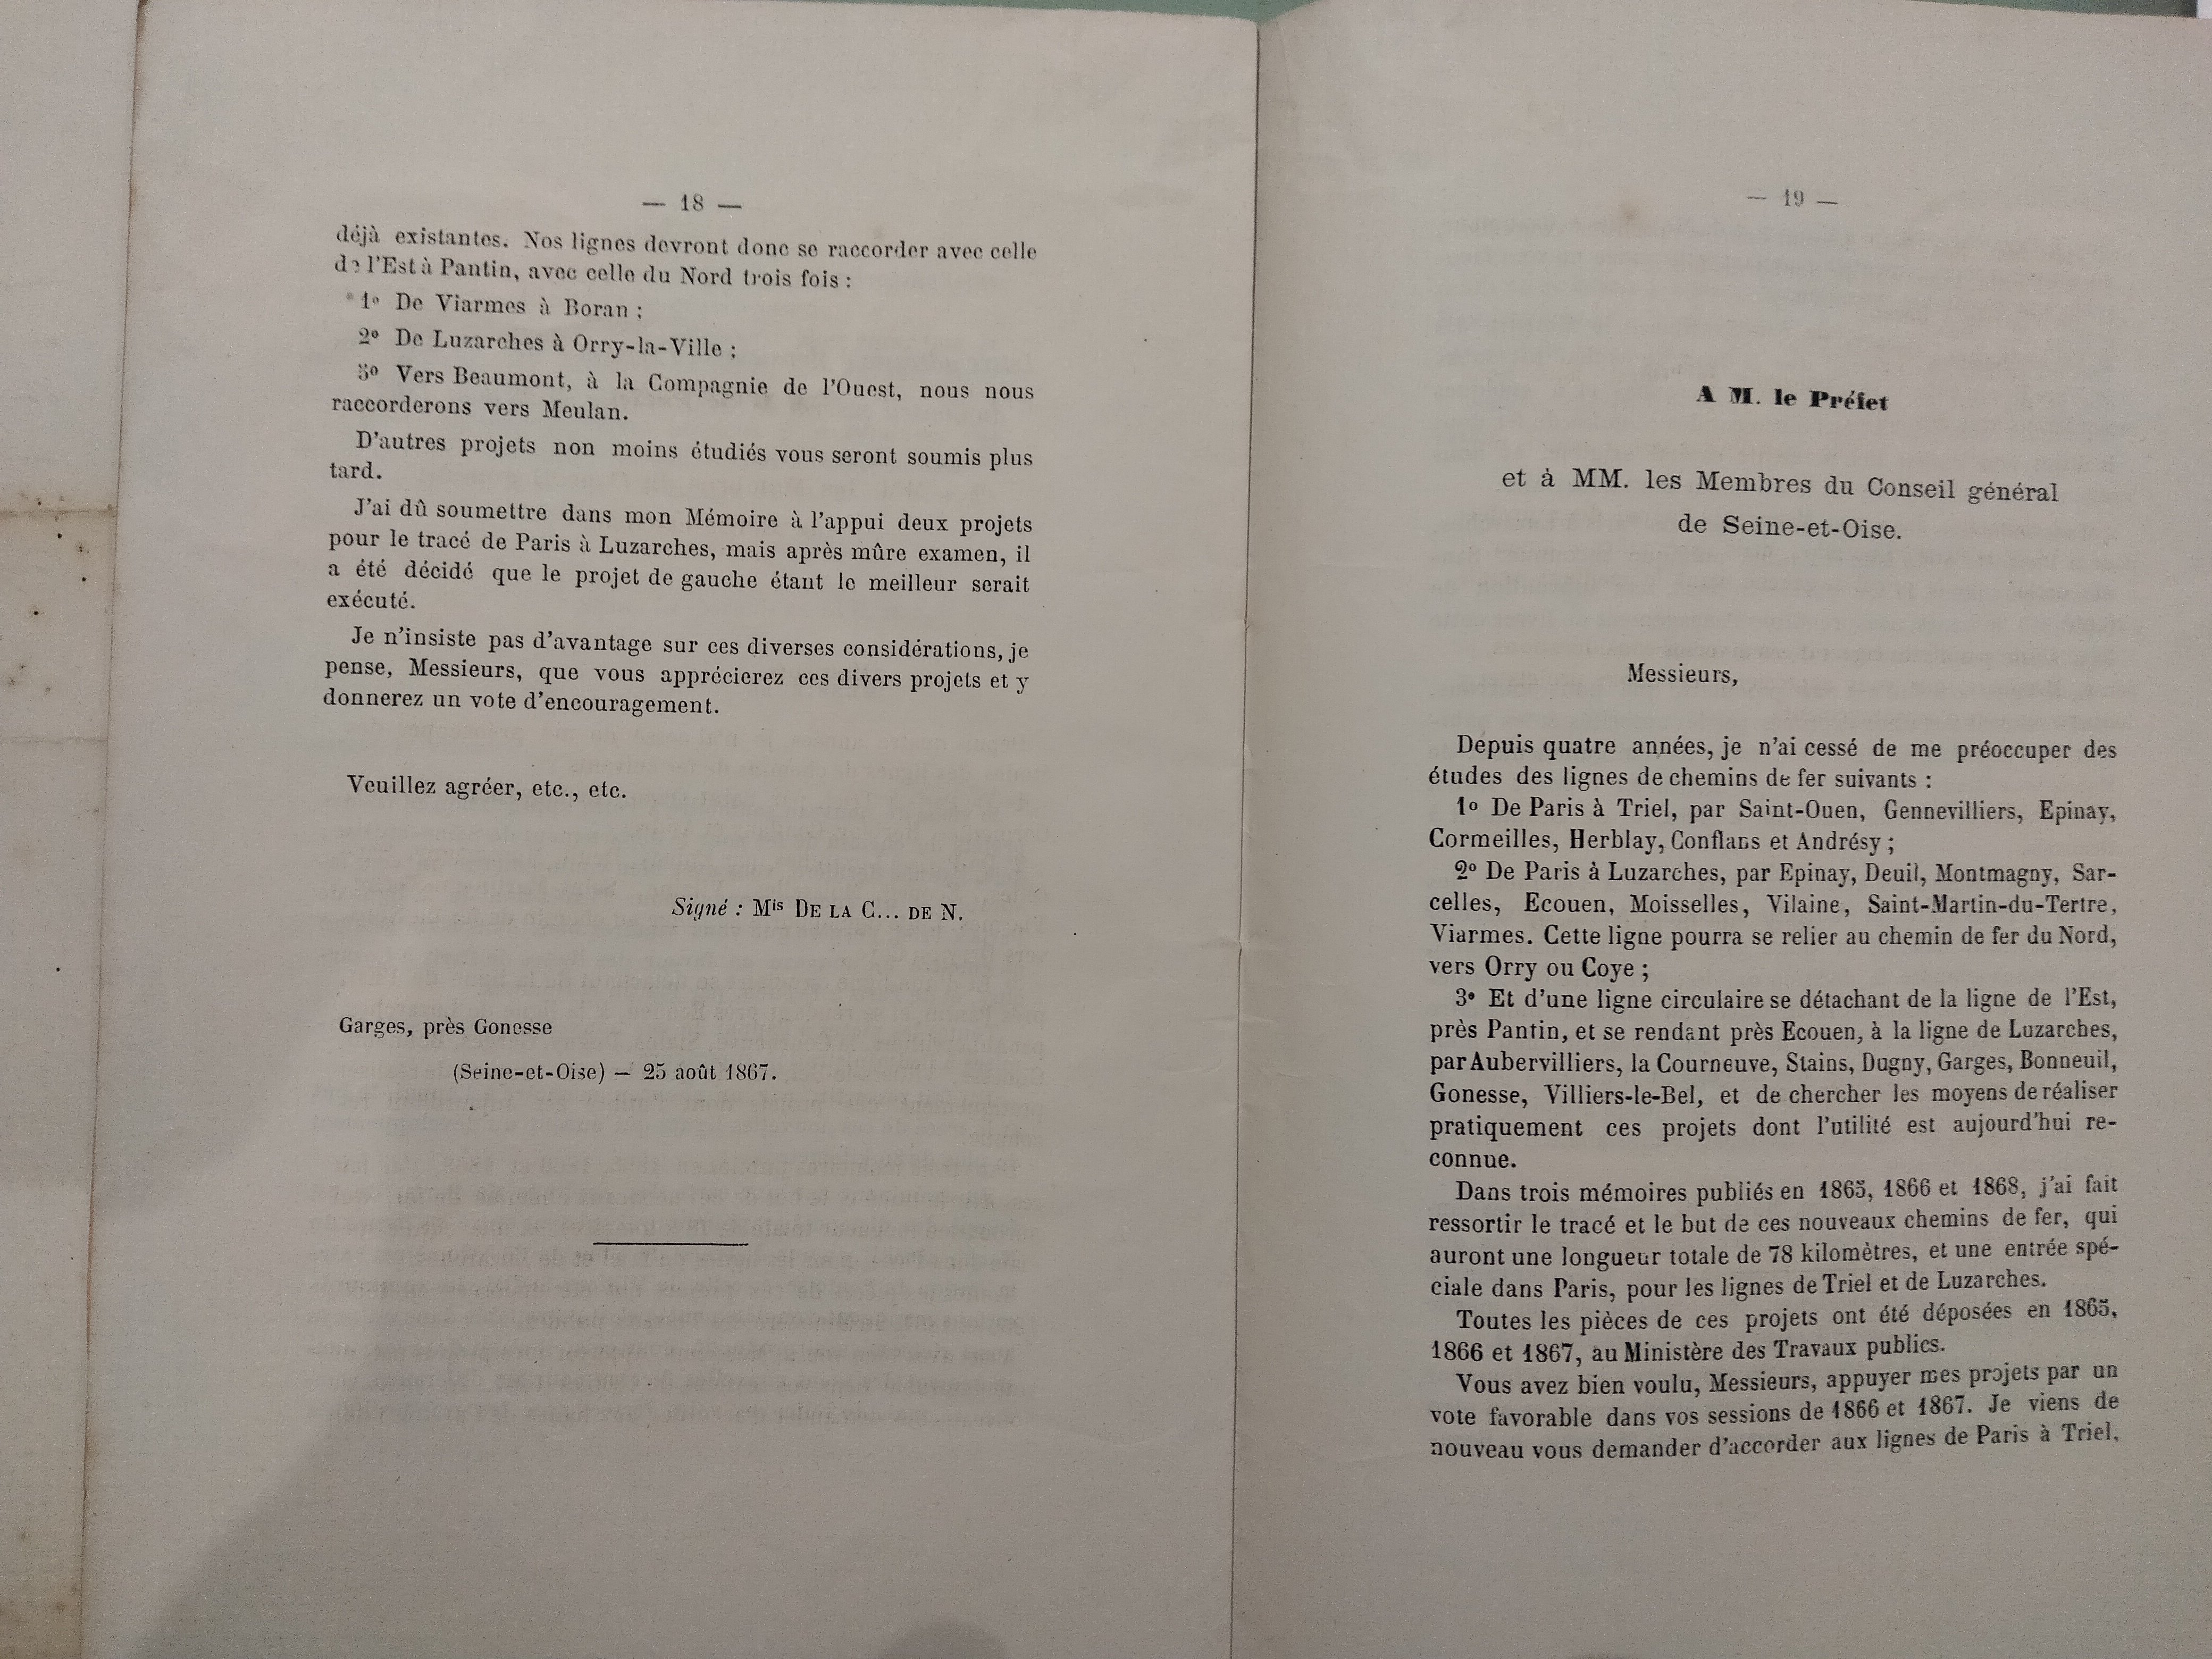 — 18 —
déjà existantes. Nos lignes devront donc se raccorder avec celle
de l'Est à Pantin, avec celle du Nord trois fois :
1º De Viarmes à Boran ;
2º De Luzarches à Orry-la-Ville ;
3º Vers Beaumont, à la Compagnie de l'Ouest, nous nous
raccorderons vers Meulan.
D'autres projets non moins étudiés vous seront soumis plus
tard.
J'ai dû soumettre dans mon Mémoire à l'appui deux projets
pour le tracé de Paris à Luzarches, mais après mûre examen, il
a été décidé que le projet de gauche étant le meilleur serait
exécuté.
Je n'insiste pas d'avantage sur ces diverses considérations, je
pense, Messieurs, que vous apprécierez ces divers projets et y
donnerez un vote d'encouragement.
Veuillez agréer, etc., etc.
Signé : Mis DE LA C... DE N.
Garges, près Gonesse
(Seine-et-Oise) — 25 août 1867.
— 19 —
A M. le Préfet
et à MM. les Membres du Conseil général
de Seine-et-Oise.
Messieurs,
Depuis quatre années, je n'ai cessé de me préoccuper des
études des lignes de chemins de fer suivants :
1º De Paris à Triel, par Saint-Ouen, Gennevilliers, Epinay,
Cormeilles, Herblay, Conflans et Andrésy ;
2º De Paris à Luzarches, par Epinay, Deuil, Montmagny, Sar-
celles, Ecouen, Moisselles, Vilaine, Saint-Martin-du-Tertre,
Viarmes. Cette ligne pourra se relier au chemin de fer du Nord,
vers Orry ou Coye ;
3º Et d'une ligne circulaire se détachant de la ligne de l'Est,
près Pantin, et se rendant près Ecouen, à la ligne de Luzarches,
par Aubervilliers, la Courneuve, Stains, Dugny, Garges, Bonneuil,
Gonesse, Villiers-le-Bel, et de chercher les moyens de réaliser
pratiquement ces projets dont l'utilité est aujourd'hui re-
connue.
Dans trois mémoires publiés en 1865, 1866 et 1868, j'ai fait
ressortir le tracé et le but de ces nouveaux chemins de fer, qui
auront une longueur totale de 78 kilomètres, et une entrée spé-
ciale dans Paris, pour les lignes de Triel et de Luzarches.
Toutes les pièces de ces projets ont été déposées en 1865,
1866 et 1867, au Ministère des Travaux publics.
Vous avez bien voulu, Messieurs, appuyer mes projets par un
vote favorable dans vos sessions de 1866 et 1867. Je viens de
nouveau vous demander d'accorder aux lignes de Paris à Triel,